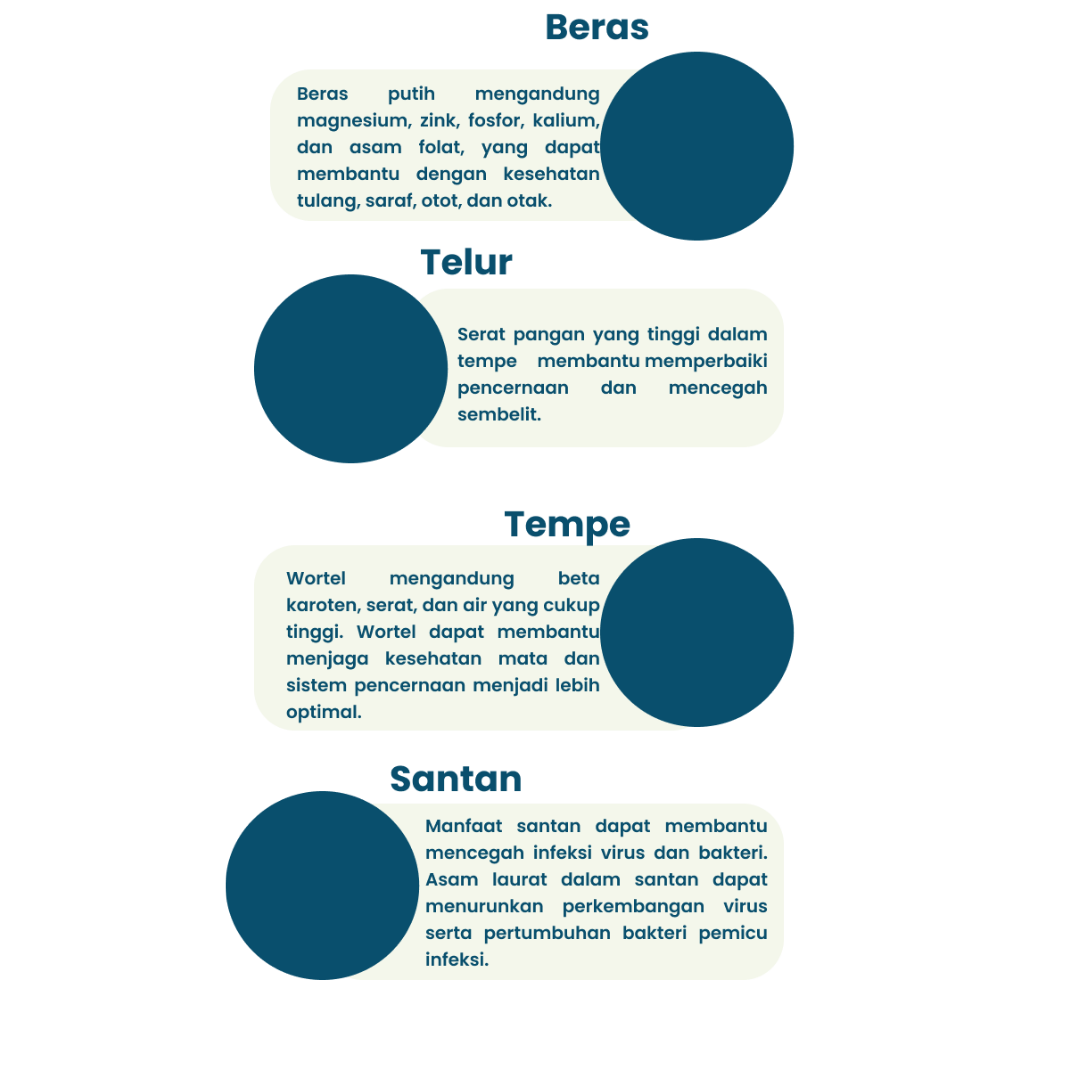 Beras
Beras putih mengandung
magnesium, zink, fosfor, kalium,
dan asam folat, yang dapat
membantu dengan kesehatan
tulang, saraf, otot, dan otak.
Telur
Serat pangan yang tinggi dalam
tempe membantu memperbaiki
pencernaan dan mencegah
sembelit.
Tempe
Wortel mengandung beta
karoten, serat, dan air yang cukup
tinggi. Wortel dapat membantu
menjaga kesehatan mata dan
sistem pencernaan menjadi lebih
optimal.
Santan
Manfaat santan dapat membantu
mencegah infeksi virus dan bakteri.
Asam laurat dalam santan dapat
menurunkan perkembangan virus
serta pertumbuhan bakteri pemicu
infeksi.